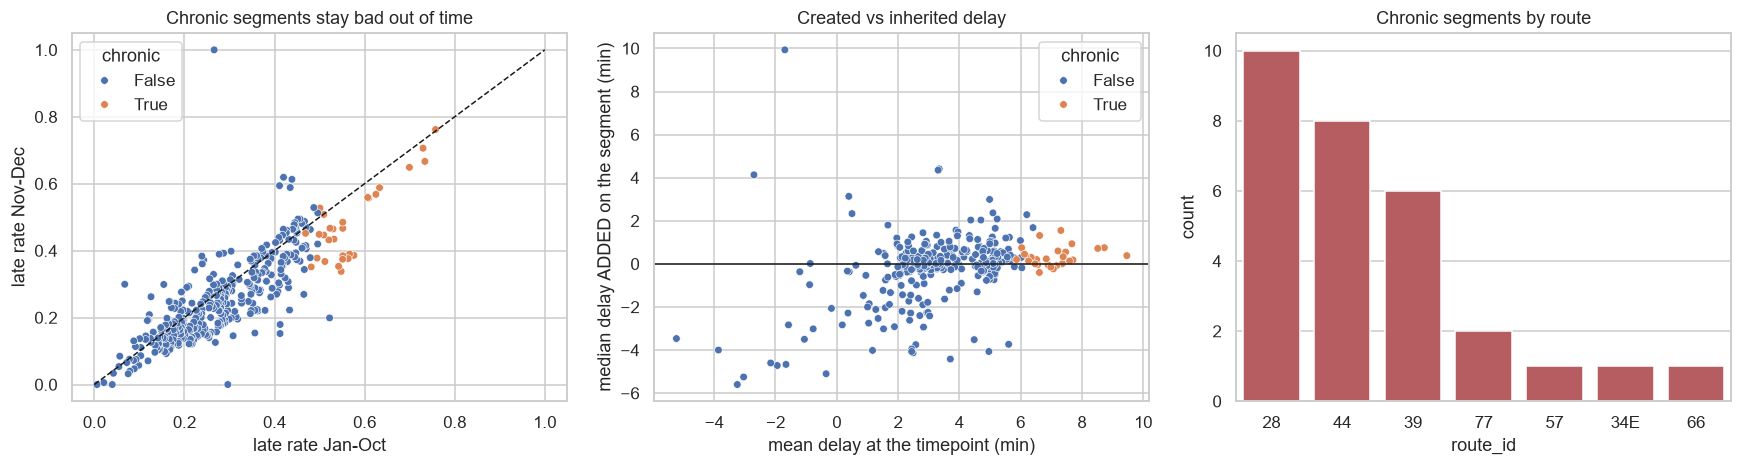 Chronic segments stay bad out of time
chronic
False
True
1.0
0.8
0.6
0.4
0.2
0.0
late rate Nov-Dec
0.0 0.2 0.4 0.6 0.8 1.0
late rate Jan-Oct
Created vs inherited delay
chronic
False
True
10
8
6
4
2
0
−2
−4
−6
median delay ADDED on the segment (min)
−4 −2 0 2 4 6 8 10
mean delay at the timepoint (min)
Chronic segments by route
10
8
6
4
2
0
count
28 44 39 77 57 34E 66
route_id